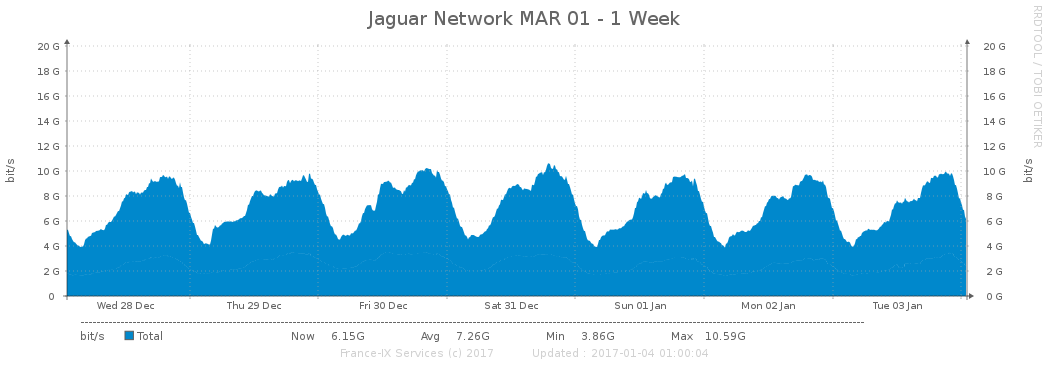 Jaguar Network MAR 01 - 1 Week
RRDTOOL / TOBI OETIKER
bit/s
20 G 20 G
18 G 18 G
16 G 16 G
14 G 14 G
12 G 12 G
10 G 10 G
8 G 8 G
6 G 6 G
4 G 4 G
2 G 2 G
0 0 G
bit/s
Wed 28 Dec Thu 29 Dec Fri 30 Dec Sat 31 Dec Sun 01 Jan Mon 02 Jan Tue 03 Jan
bit/s Total Now 6.15G Avg 7.26G Min 3.86G Max 10.59G
France-IX Services (c) 2017 Updated : 2017-01-04 01:00:04